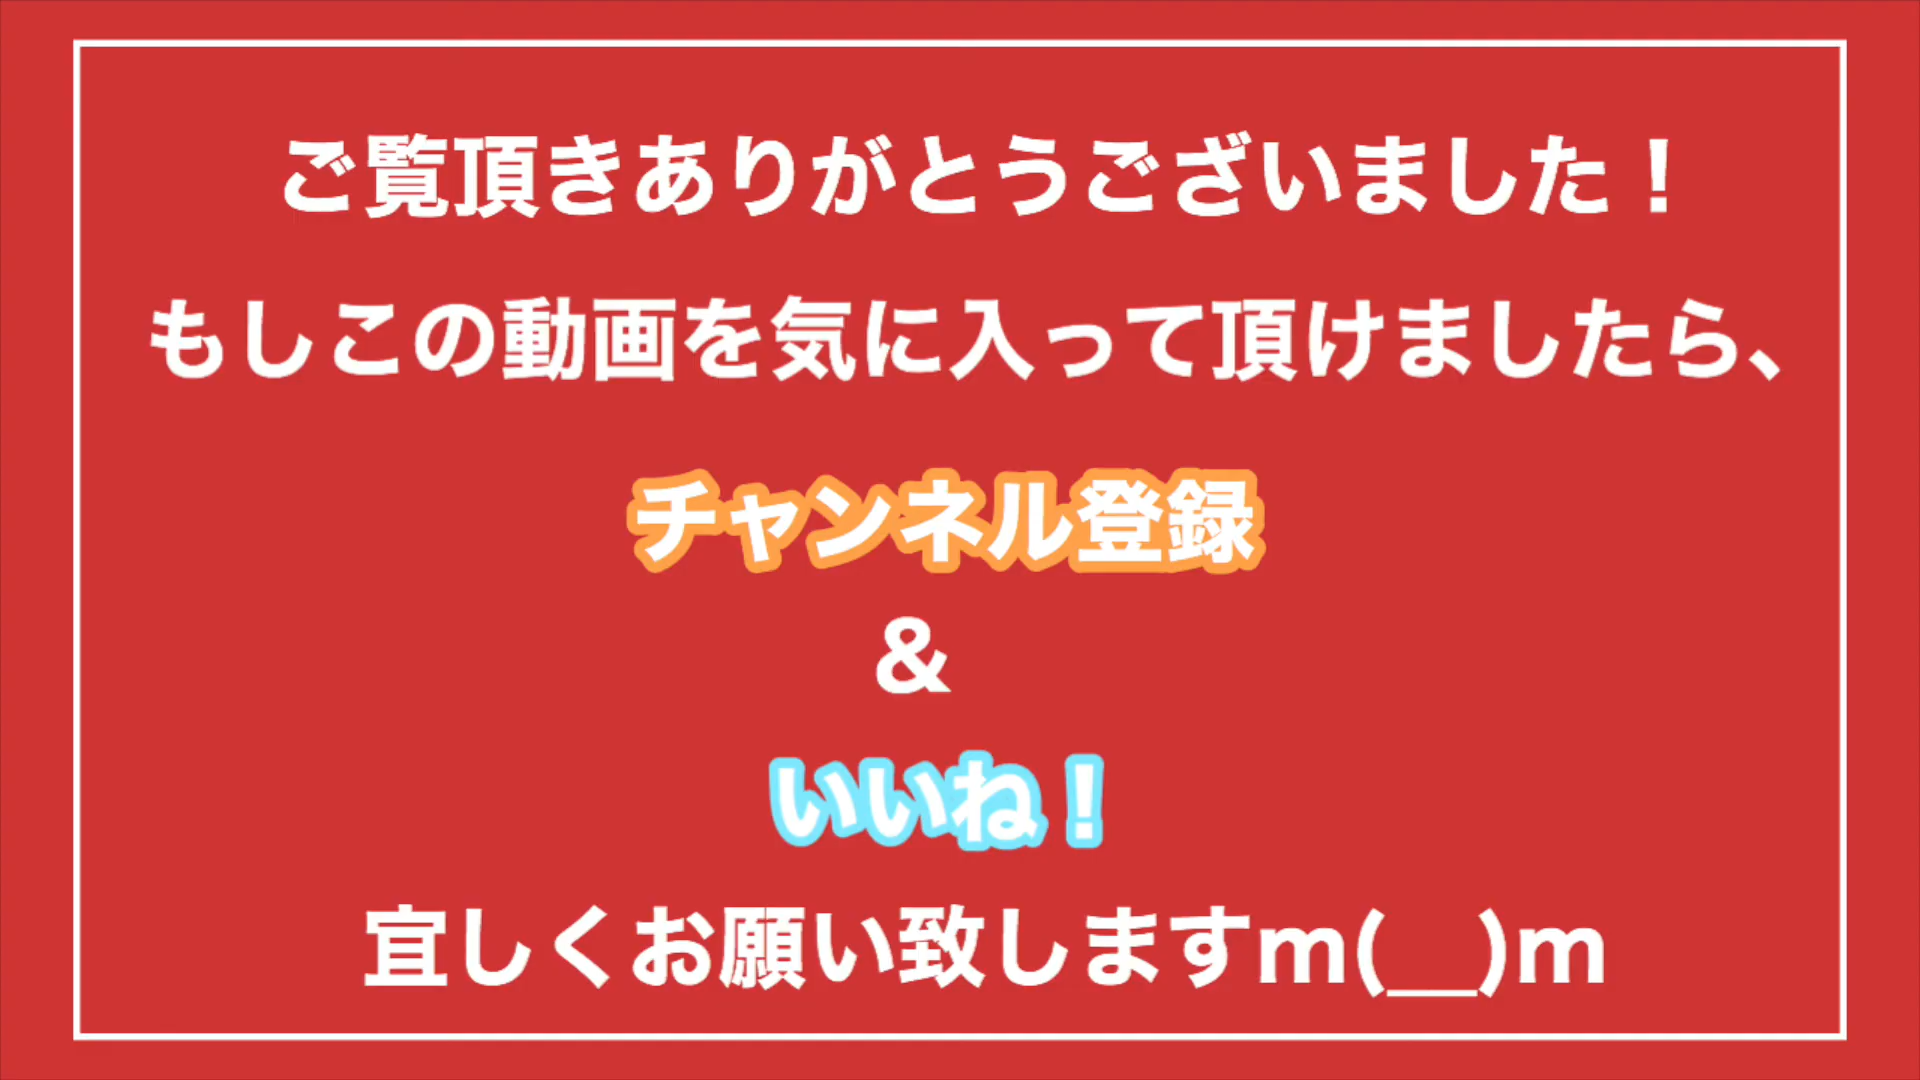 ご覧頂きありがとうございました！
もしこの動画を気に入って頂けましたら、
チャンネル登録
&
いいね！
宜しくお願い致しますm(__)m